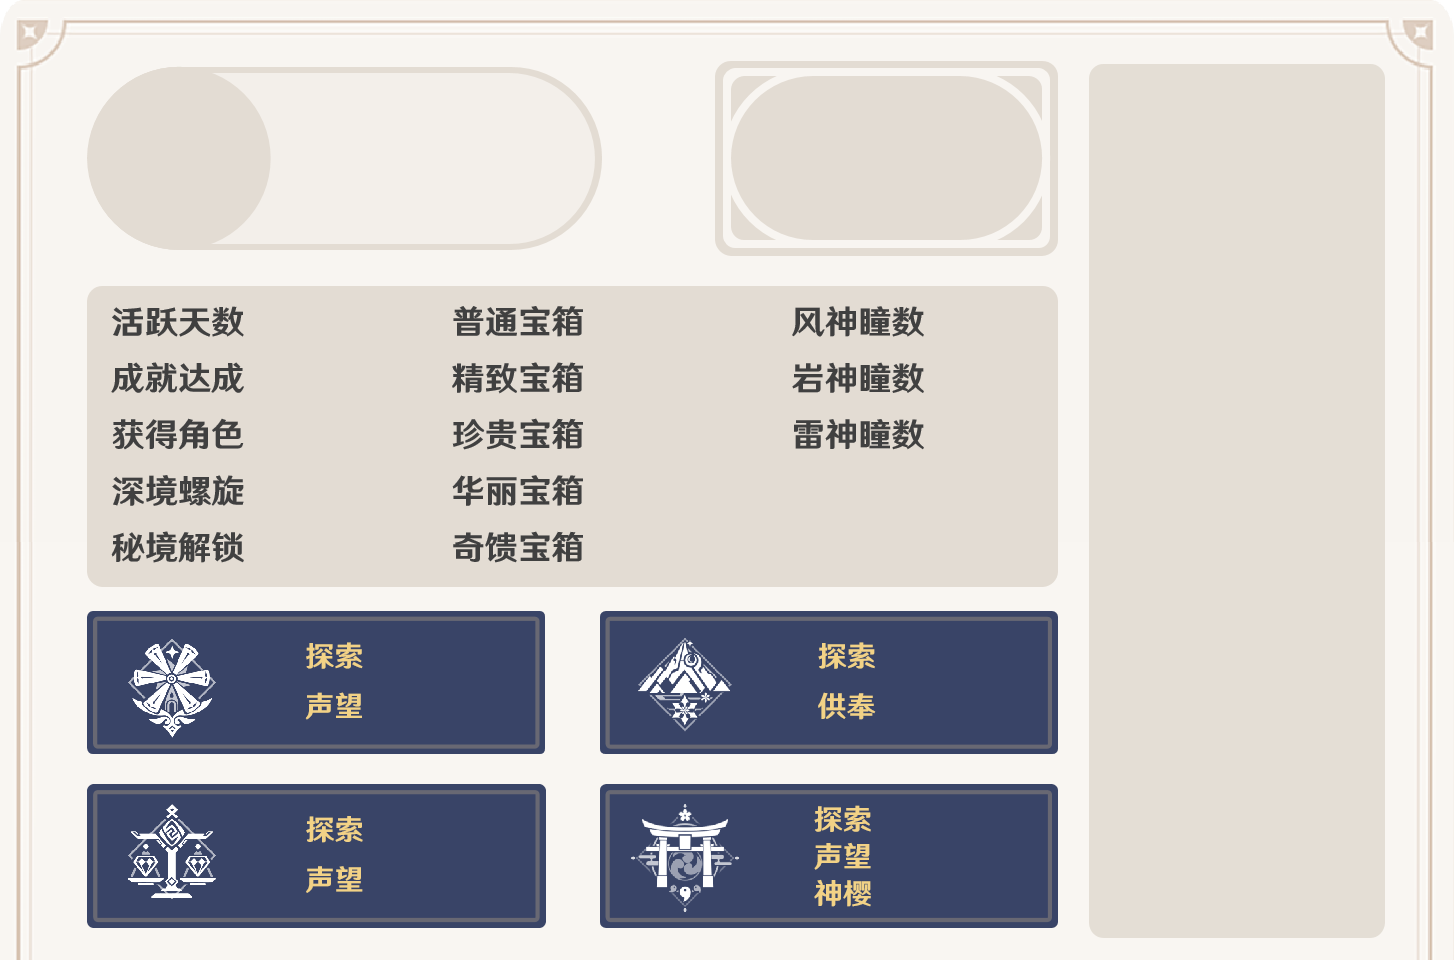 活跃天数
普通宝箱
风神瞳数
成就达成
精致宝箱
岩神瞳数
获得角色
珍贵宝箱
雷神瞳数
深境螺旋
华丽宝箱
秘境解锁
奇馈宝箱
探索
声望
探索
供奉
探索
声望
探索
声望
神樱